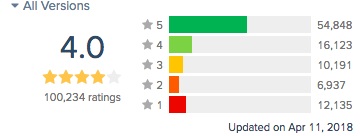 All Versions
4.0
100,234 ratings
5 54,848
4 16,123
3 10,191
2 6,937
1 12,135
Updated on Apr 11, 2018